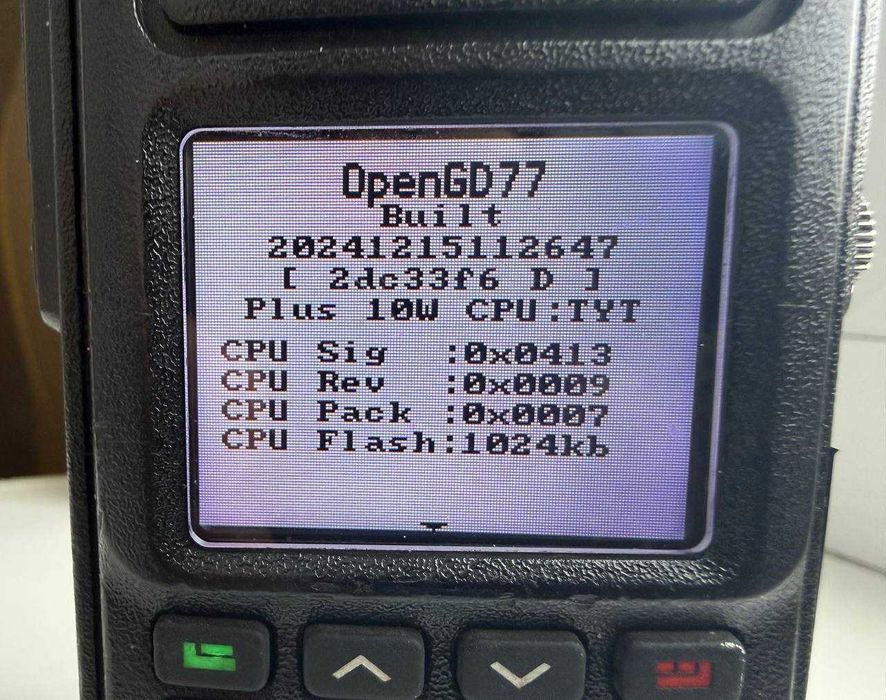 OpenGD77
Built
20241215112647
[ 2dc33f6 D ]
Plus 10W CPU:TYT
CPU Sig :0x0413
CPU Rev :0x0009
CPU Pack :0x0007
CPU Flash:1024kb